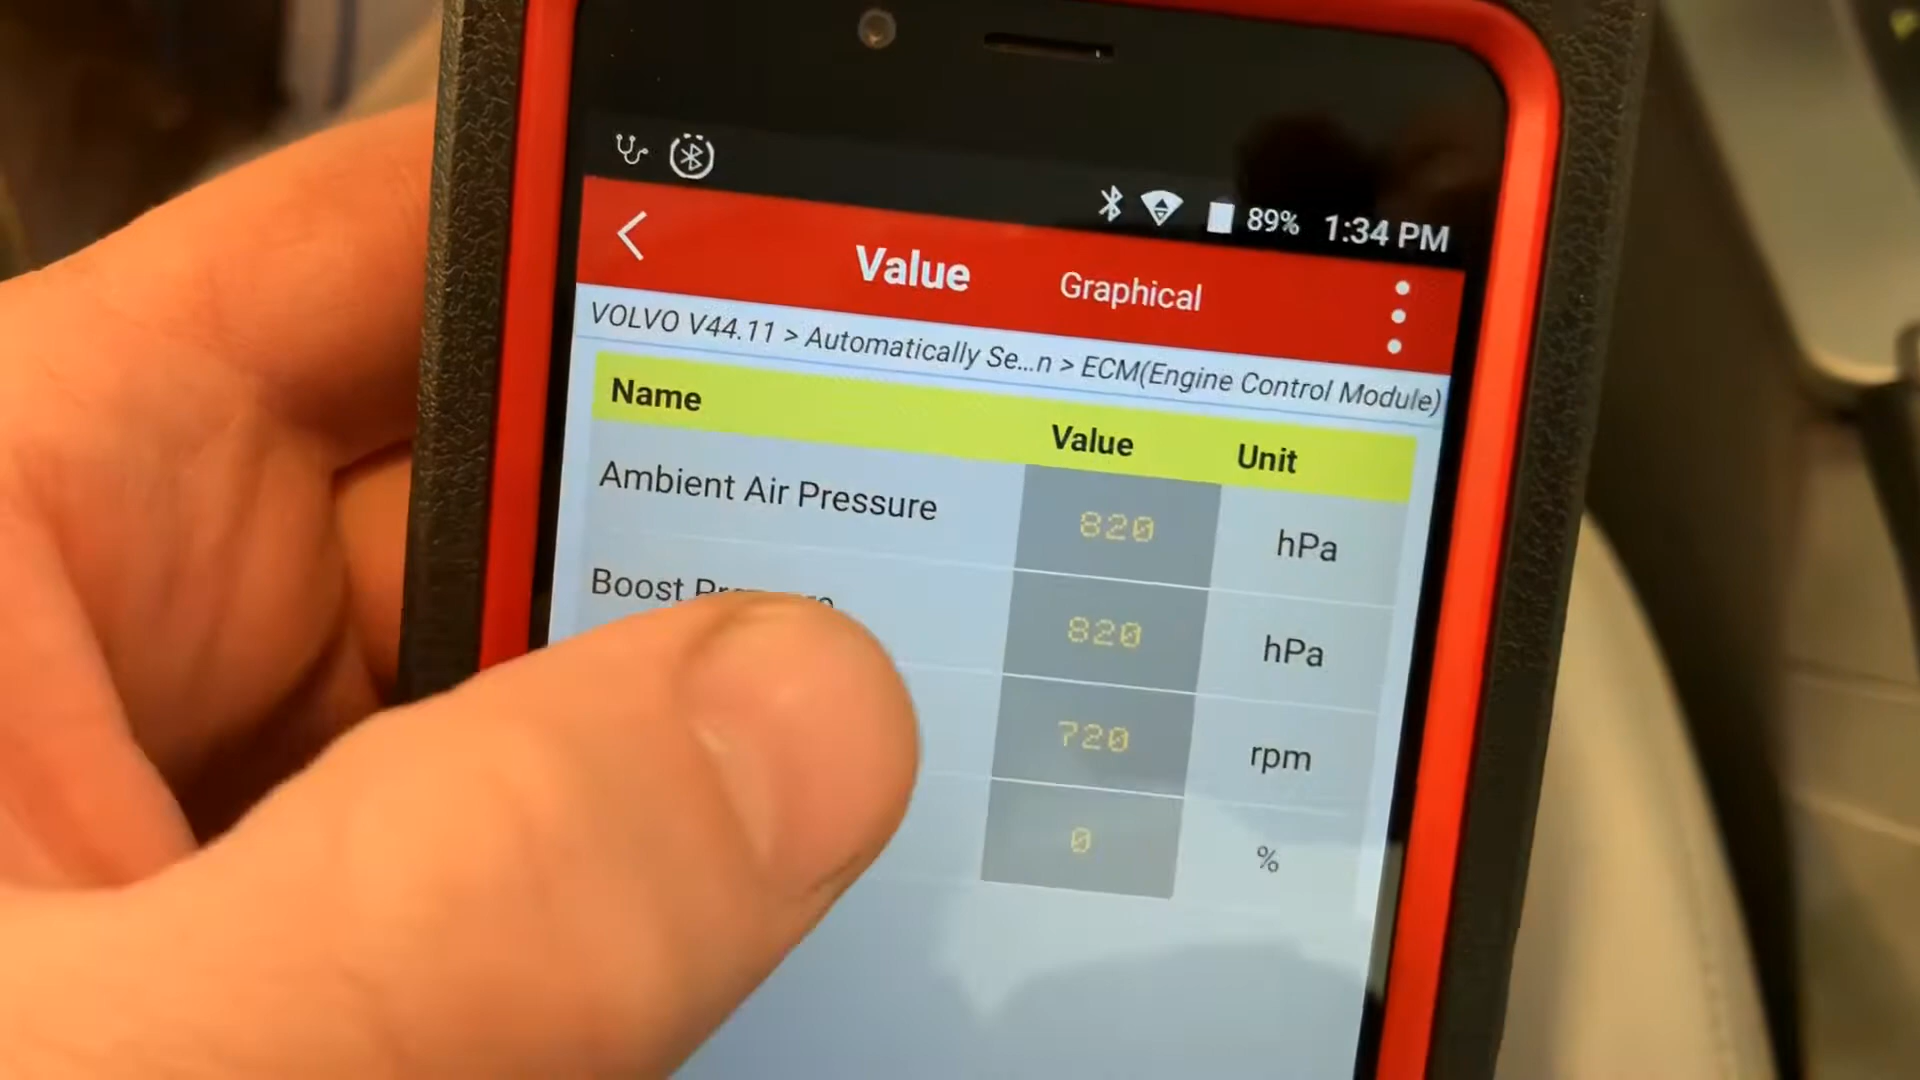 89% 1:34 PM
Value Graphical
VOLVO V44.11 > Automatically Se...n > ECM(Engine Control Module)
Name Value Unit
Ambient Air Pressure 820 hPa
Boost 820 hPa
720 rpm
0 %